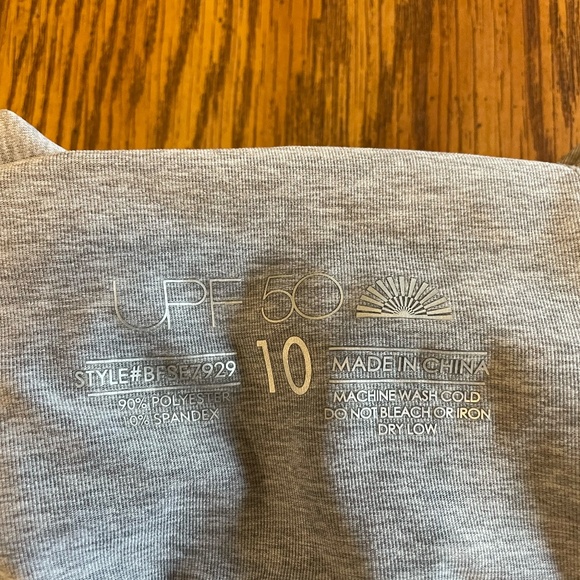 UPF 50
STYLE#BFSE7929
90% POLYESTER
10% SPANDEX
10
MADE IN CHINA
MACHINE WASH COLD
DO NOT BLEACH OR IRON
DRY LOW